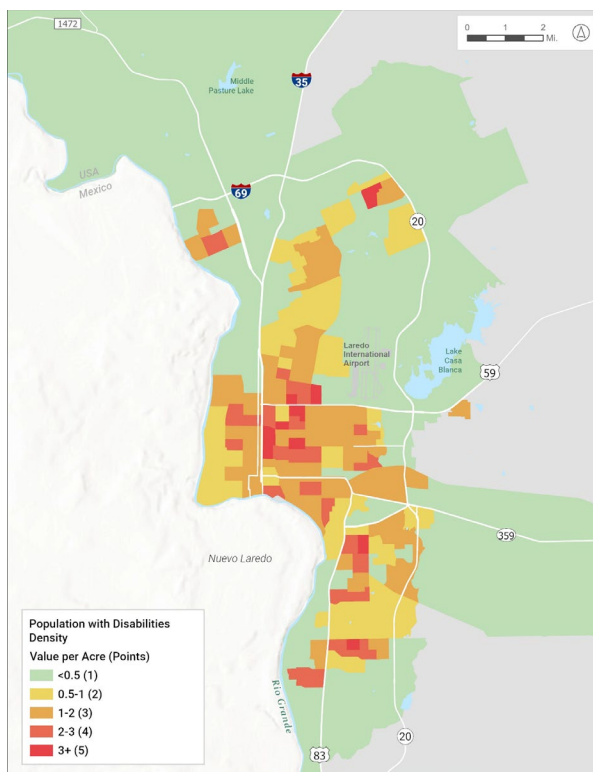 1472
0 1 2
Mi.
Middle
Pasture Lake
35
USA
Mexico
69
20
Laredo
International
Airport
Lake
Casa
Blanca
59
359
Nuevo Laredo
Rio Grande
20
83
Population with Disabilities
Density
Value per Acre (Points)
<0.5 (1)
0.5-1 (2)
1-2 (3)
2-3 (4)
3+ (5)